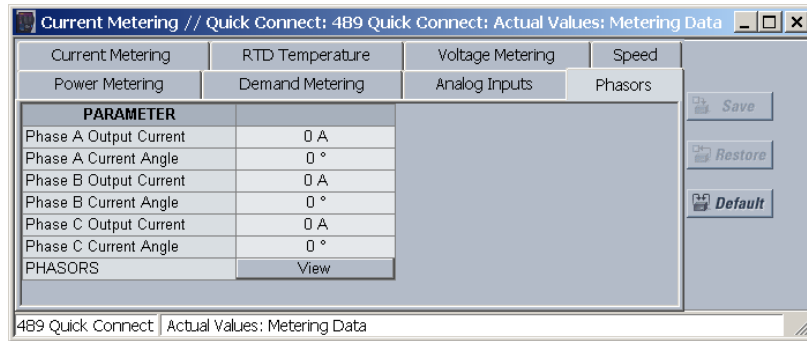 Current Metering // Quick Connect: 489 Quick Connect: Actual Values: Metering Data
Current Metering RTD Temperature Voltage Metering Speed
Power Metering Demand Metering Analog Inputs Phasors
PARAMETER
Phase A Output Current 0 A
Phase A Current Angle 0 °
Phase B Output Current 0 A
Phase B Current Angle 0 °
Phase C Output Current 0 A
Phase C Current Angle 0 °
PHASORS View
Save
Restore
Default
489 Quick Connect Actual Values: Metering Data